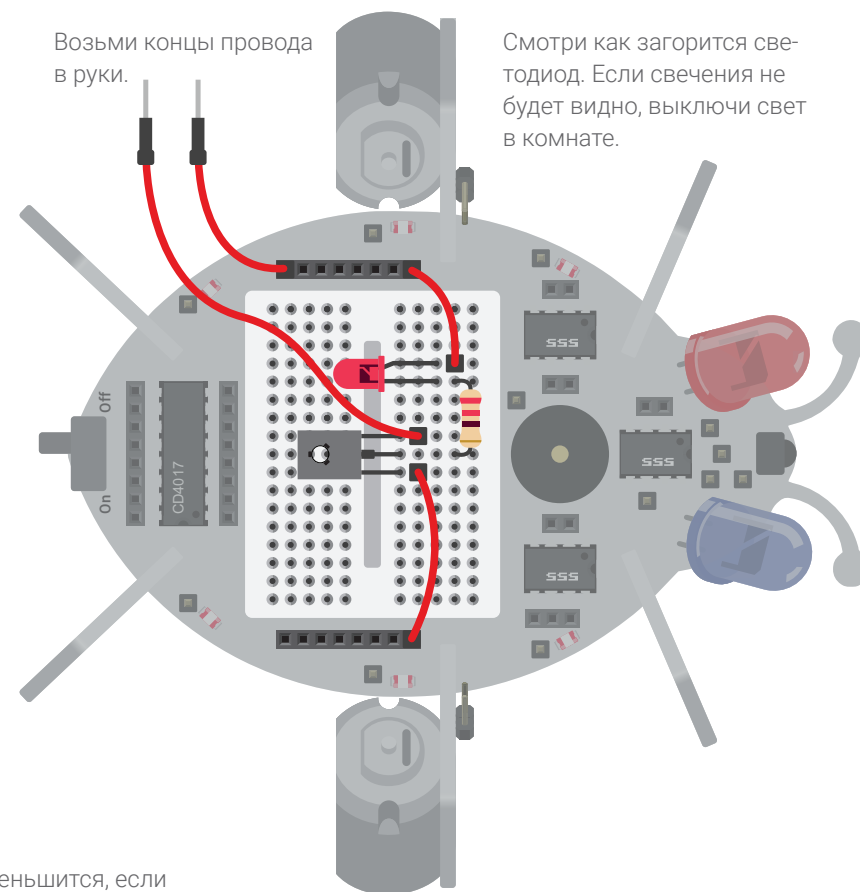 Возьми концы провода
в руки.
Смотри как загорится све-
тодиод. Если свечения не
будет видно, выключи свет
в комнате.
Off
On
CD4017
SSS
SSS
SSS
еньшится, если